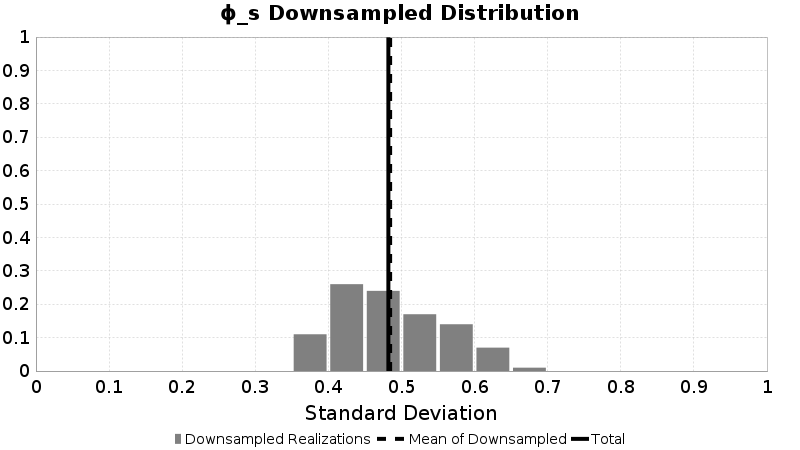 ϕ_s Downsampled Distribution
1
0.9
0.8
0.7
0.6
0.5
0.4
0.3
0.2
0.1
0
0 0.1 0.2 0.3 0.4 0.5 0.6 0.7 0.8 0.9 1
Standard Deviation
Downsampled Realizations Mean of Downsampled Total